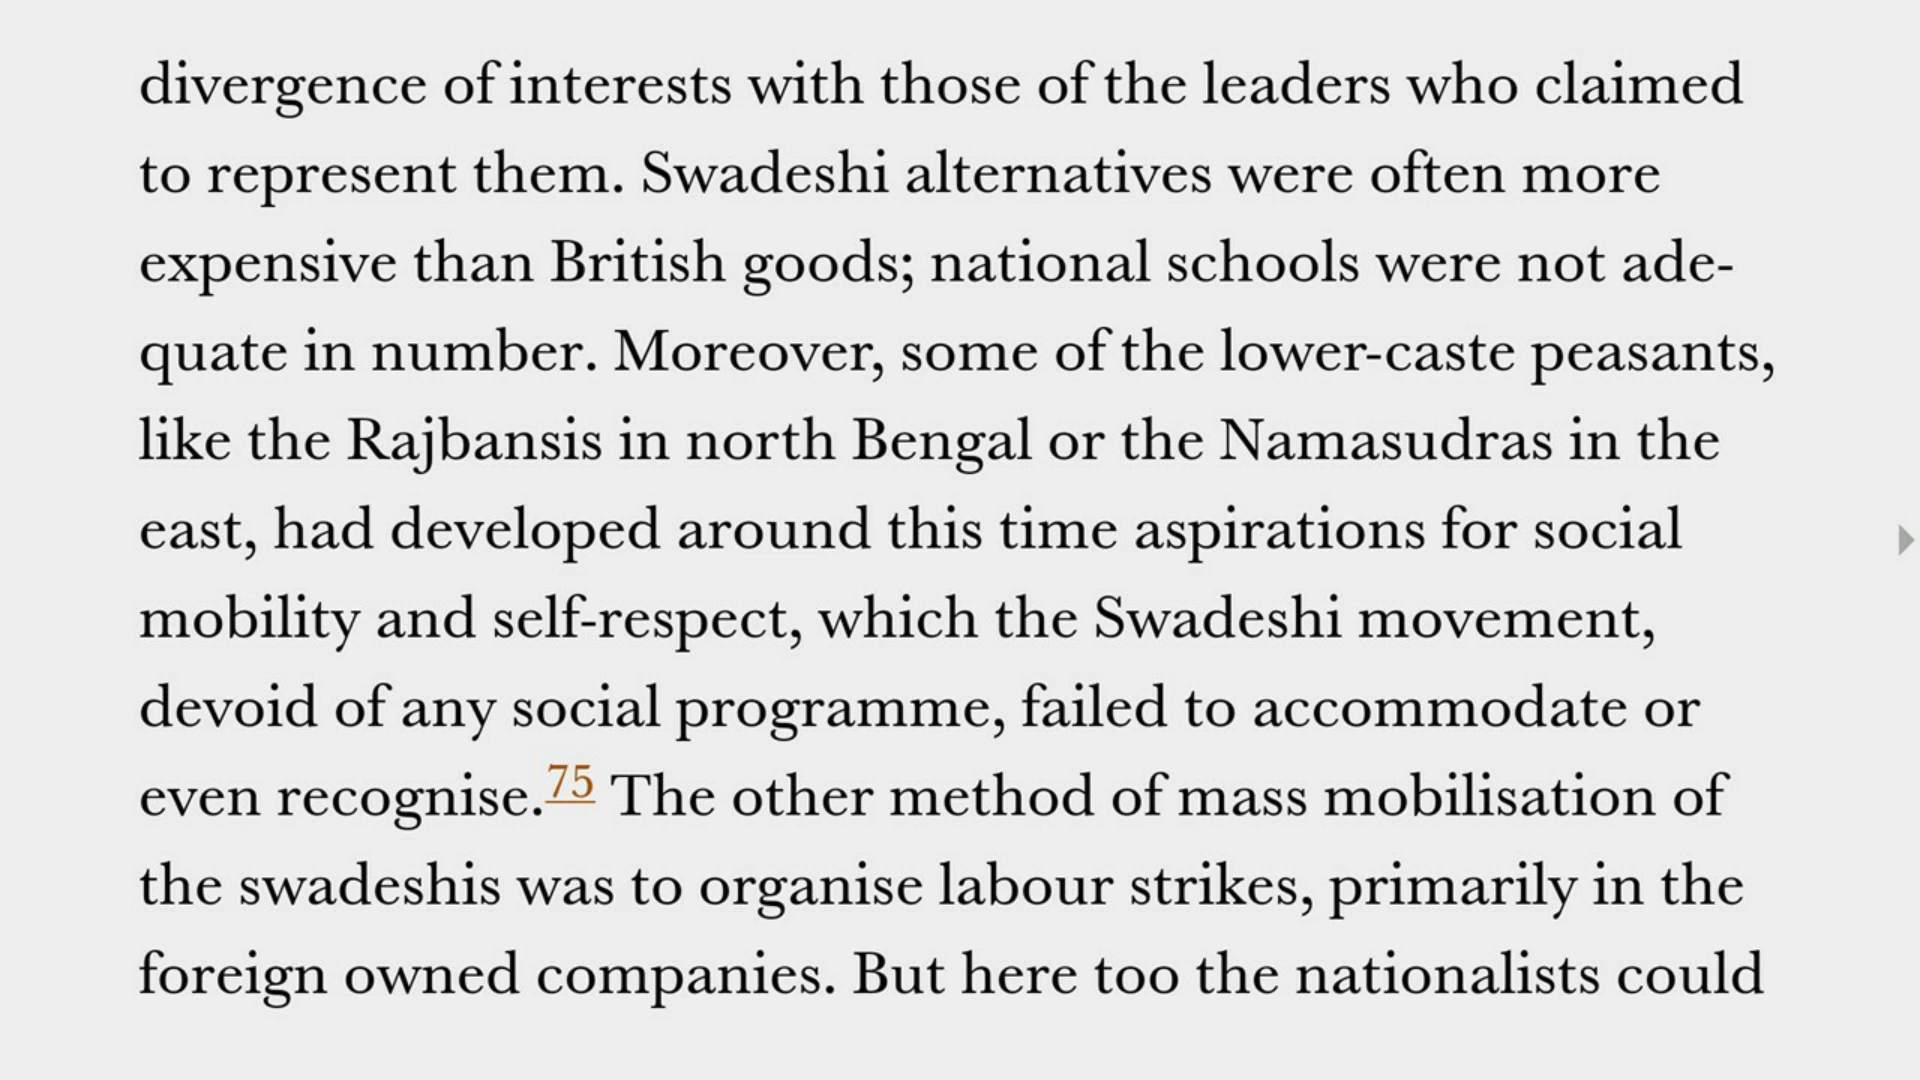 divergence of interests with those of the leaders who claimed
to represent them. Swadeshi alternatives were often more
expensive than British goods; national schools were not ade-
quate in number. Moreover, some of the lower-caste peasants,
like the Rajbansis in north Bengal or the Namasudras in the
east, had developed around this time aspirations for social
mobility and self-respect, which the Swadeshi movement,
devoid of any social programme, failed to accommodate or
even recognise.75 The other method of mass mobilisation of
the swadeshis was to organise labour strikes, primarily in the
foreign owned companies. But here too the nationalists could